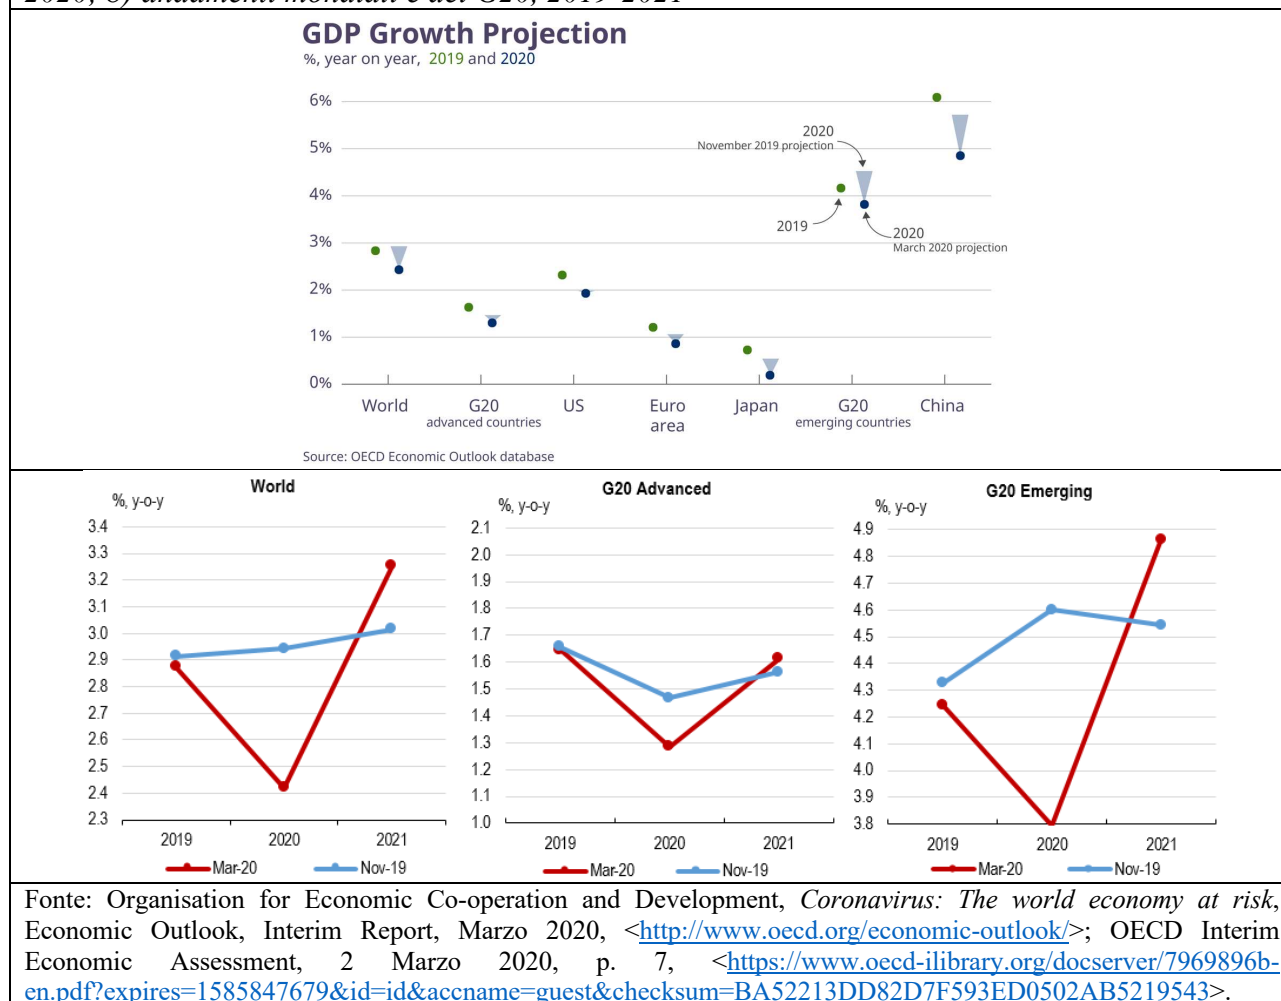 2020; b) andamenti mondiali e del G20, 2019-2021
GDP Growth Projection
%, year on year, 2019 and 2020
6%
5%
4%
3%
2%
1%
0%
2020
November 2019 projection
2019
2020
March 2020 projection
World
G20
advanced countries
US
Euro
area
Japan
G20
emerging countries
China
Source: OECD Economic Outlook database
World
%, y-o-y
3.4
3.3
3.2
3.1
3.0
2.9
2.8
2.7
2.6
2.5
2.4
2.3
2019 2020 2021
Mar-20 Nov-19
G20 Advanced
%, y-o-y
2.1
2.0
1.9
1.8
1.7
1.6
1.5
1.4
1.3
1.2
1.1
1.0
2019 2020 2021
Mar-20 Nov-19
G20 Emerging
%, y-o-y
4.9
4.8
4.7
4.6
4.5
4.4
4.3
4.2
4.1
4.0
3.9
3.8
2019 2020 2021
Mar-20 Nov-19
Fonte: Organisation for Economic Co-operation and Development, Coronavirus: The world economy at risk,
Economic Outlook, Interim Report, Marzo 2020, <http://www.oecd.org/economic-outlook/>; OECD Interim
Economic Assessment, 2 Marzo 2020, p. 7, <https://www.oecd-ilibrary.org/docserver/7969896b-
en.pdf?expires=1585847679&id=id&accname=guest&checksum=BA52213DD82D7F593ED0502AB5219543>.